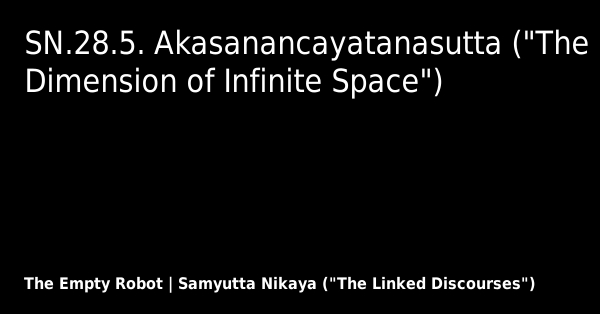 SN.28.5. Akasanancayatanasutta ("The
Dimension of Infinite Space")
The Empty Robot | Samyutta Nikaya ("The Linked Discourses")